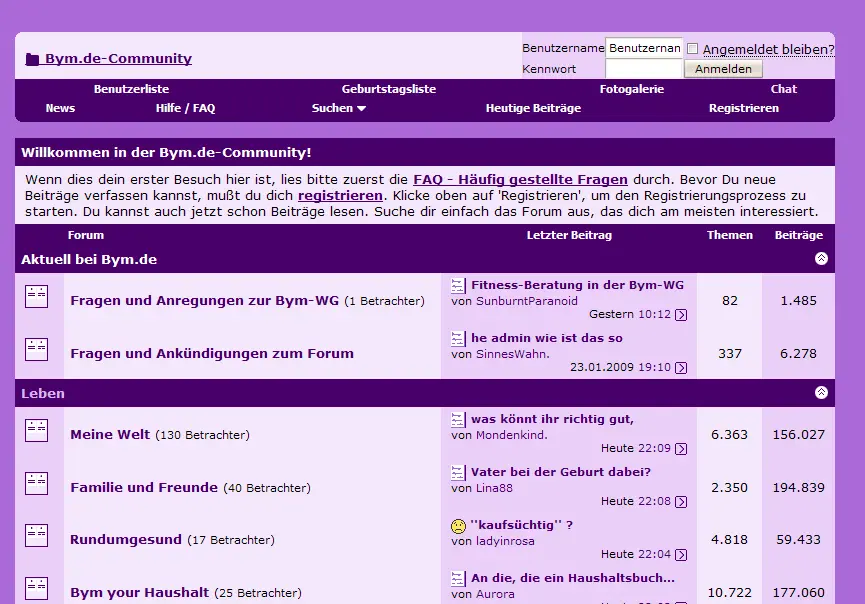 Bym.de-Community
Benutzername Benutzernan Angemeldet bleiben?
Kennwort Anmelden
Benutzerliste Geburtstagsliste Fotogalerie Chat
News Hilfe / FAQ Suchen Heutige Beiträge Registrieren
Willkommen in der Bym.de-Community!
Wenn dies dein erster Besuch hier ist, lies bitte zuerst die FAQ - Häufig gestellte Fragen durch. Bevor Du neue
Beiträge verfassen kannst, mußt du dich registrieren. Klicke oben auf 'Registrieren', um den Registrierungsprozess zu
starten. Du kannst auch jetzt schon Beiträge lesen. Suche dir einfach das Forum aus, das dich am meisten interessiert.
Forum Letzter Beitrag Themen Beiträge
Aktuell bei Bym.de
Fragen und Anregungen zur Bym-WG (1 Betrachter)
Fitness-Beratung in der Bym-WG
von SunburntParanoid
Gestern 10:12
82 1.485
Fragen und Ankündigungen zum Forum
he admin wie ist das so
von SinnesWahn.
23.01.2009 19:10
337 6.278
Leben
Meine Welt (130 Betrachter)
was könnt ihr richtig gut,
von Mondenkind.
Heute 22:09
6.363 156.027
Familie und Freunde (40 Betrachter)
Vater bei der Geburt dabei?
von Lina88
Heute 22:08
2.350 194.839
Rundumgesund (17 Betrachter)
''kaufsüchtig'' ?
von ladyinrosa
Heute 22:04
4.818 59.433
Bym your Haushalt (25 Betrachter)
An die, die ein Haushaltsbuch...
von Aurora
10.722 177.060